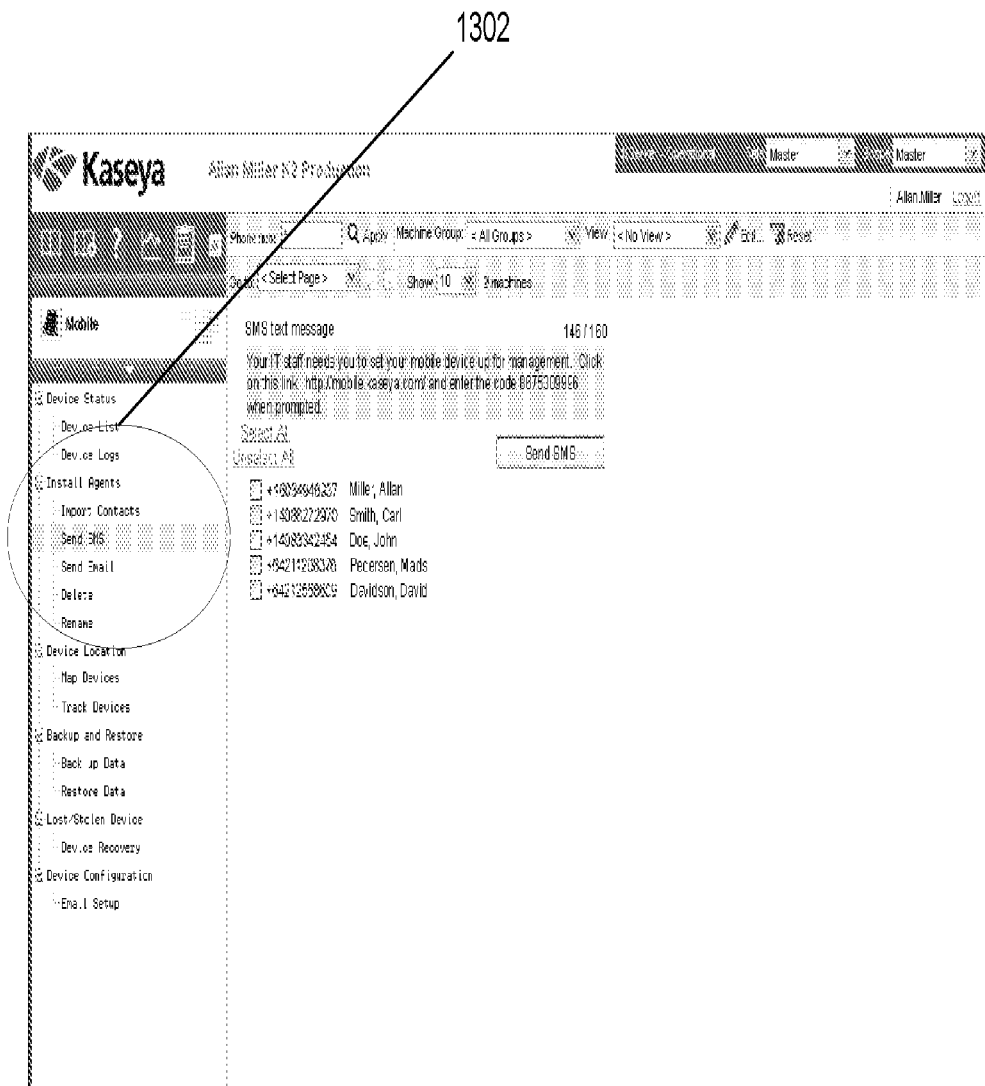 1302
Kaseya
Allan Miller K2 Production
Master
Master
Allan.Miller Logoff
Apply Machine Group: < All Groups > View < No View > Edit... Reset
Go to: < Select Page > Show 10 2 machines
Mobile
SMS text message 146 / 160
Your IT staff needs you to set your mobile device up for management. Click
on this link http://mobile.kaseya.com/ and enter the code 8675309996
when prompted.
Select All
Unselect All
Send SMS
Miller, Allan
Smith, Carl
Doe, John
Pedersen, Mads
Davidson, David
Device Status
Device List
Device Logs
Install Agents
Import Contacts
Send SMS
Send Email
Delete
Rename
Device Location
Map Devices
Track Devices
Backup and Restore
Back up Data
Restore Data
Lost/Stolen Device
Device Recovery
Device Configuration
Email Setup